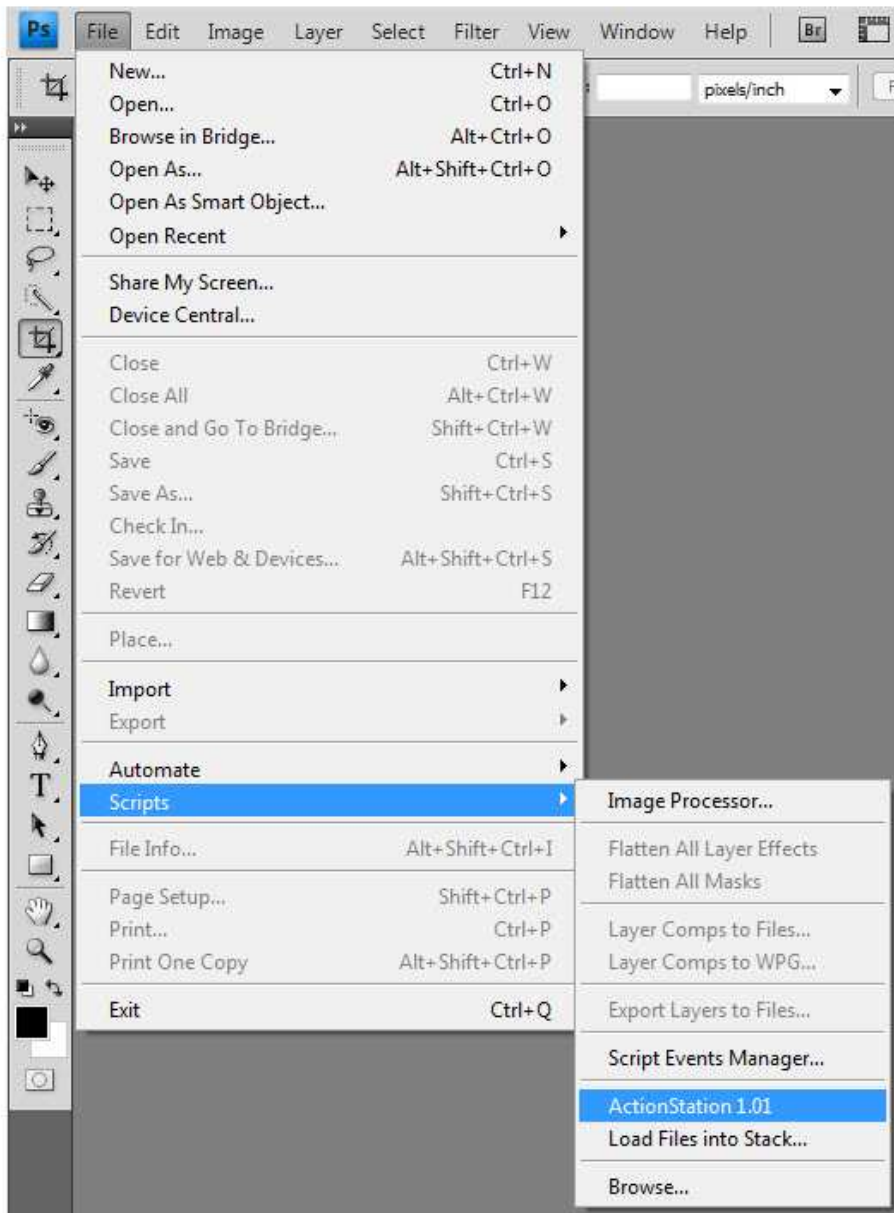 Ps File Edit Image Layer Select Filter View Window Help Br
pixels/inch
New... Ctrl+N
Open... Ctrl+O
Browse in Bridge... Alt+Ctrl+O
Open As... Alt+Shift+Ctrl+O
Open As Smart Object...
Open Recent
Share My Screen...
Device Central...
Close Ctrl+W
Close All Alt+Ctrl+W
Close and Go To Bridge... Shift+Ctrl+W
Save Ctrl+S
Save As... Shift+Ctrl+S
Check In...
Save for Web & Devices... Alt+Shift+Ctrl+S
Revert F12
Place...
Import
Export
Automate
Scripts
File Info... Alt+Shift+Ctrl+I
Page Setup... Shift+Ctrl+P
Print... Ctrl+P
Print One Copy Alt+Shift+Ctrl+P
Exit Ctrl+Q
Image Processor...
Flatten All Layer Effects
Flatten All Masks
Layer Comps to Files...
Layer Comps to WPG...
Export Layers to Files...
Script Events Manager...
ActionStation 1.01
Load Files into Stack...
Browse...